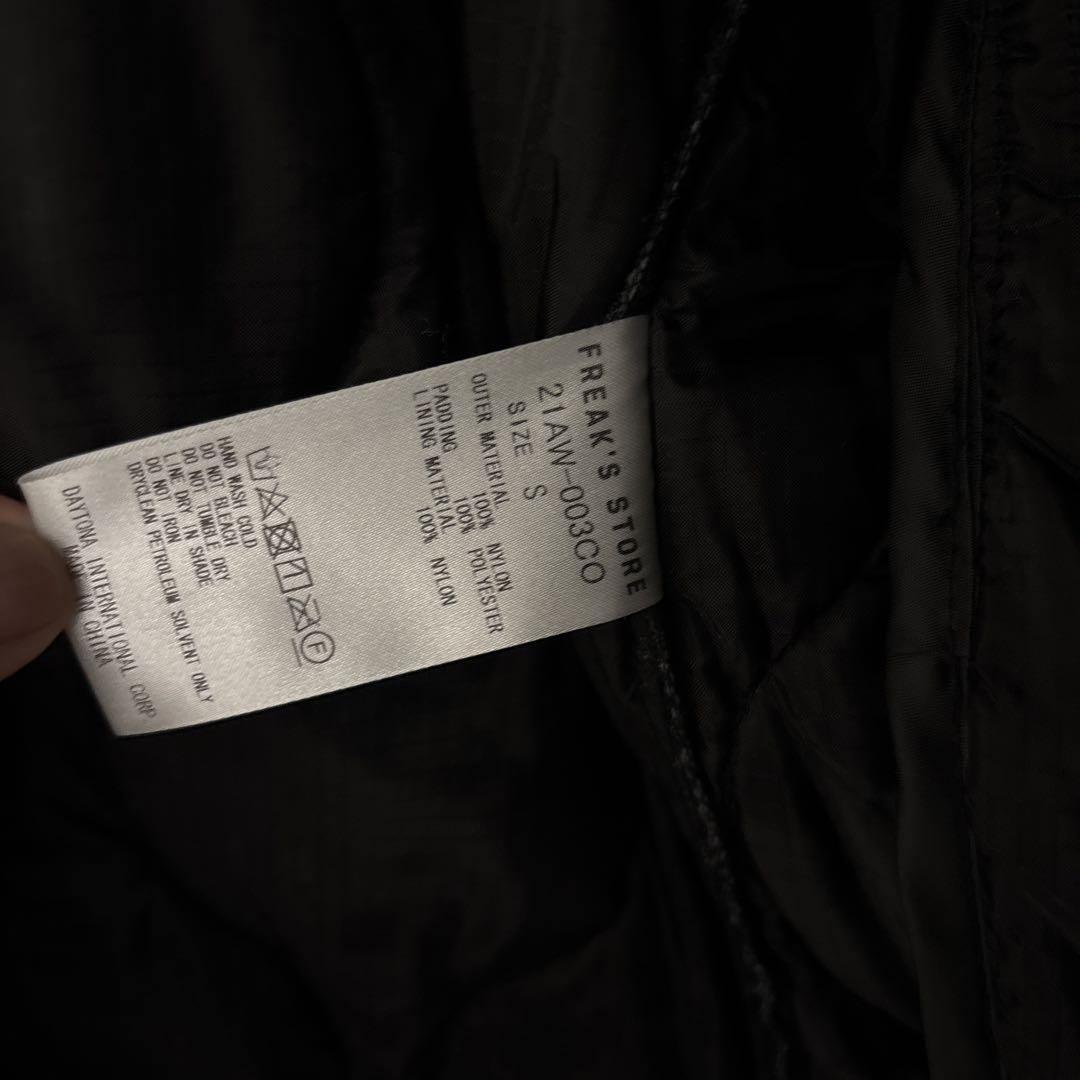 FREAK'S STORE
21AW-003CO
SIZE S
OUTER MATERIAL 100% NYLON
PADDING 100% POLYESTER
LINING MATERIAL 100% NYLON
F
HAND WASH COLD
DO NOT BLEACH
DO NOT TUMBLE DRY
LINE DRY IN SHADE
DO NOT IRON
DRYCLEAN PETROLEUM SOLVENT ONLY
DAYTONA INTERNATIONAL CORP.
IN CHINA